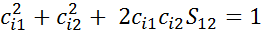 $c_{i1}^{2} + c_{i2}^{2} + 2c_{i1}c_{i2}S_{12} = 1$